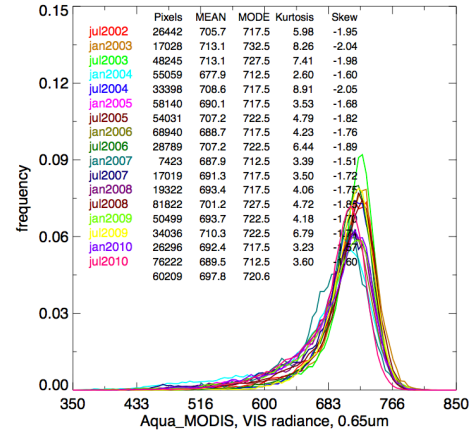 0.15
Pixels MEAN MODE Kurtosis Skew
jul2002 26442 705.7 717.5 5.98 -1.95
jan2003 17028 713.1 732.5 8.26 -2.04
jul2003 48245 713.1 727.5 7.41 -1.98
0.12
jan2004 55059 677.9 712.5 2.60 -1.60
jul2004 33398 708.6 717.5 8.91 -2.05
jan2005 58140 690.1 717.5 3.53 -1.68
jul2005 54031 707.2 722.5 4.79 -1.82
jan2006 68940 688.7 717.5 4.23 -1.76
jul2006 28789 707.2 722.5 6.44 -1.89
0.09
jan2007 7423 687.9 712.5 3.39 -1.51
jul2007 17019 691.3 717.5 3.50 -1.72
jan2008 19322 693.4 717.5 4.06 -1.75
jul2008 81822 701.2 727.5 4.72
jan2009 50499 693.7 722.5 4.18
jul2009 34036 710.3 722.5 6.79
0.06
jan2010 26296 692.4 717.5 3.23
jul2010 76222 689.5 712.5 3.60 -1.60
60209 697.8 720.6
0.03
0.00
350 433 516 600 683 766 850
Aqua_MODIS, VIS radiance, 0.65um
frequency